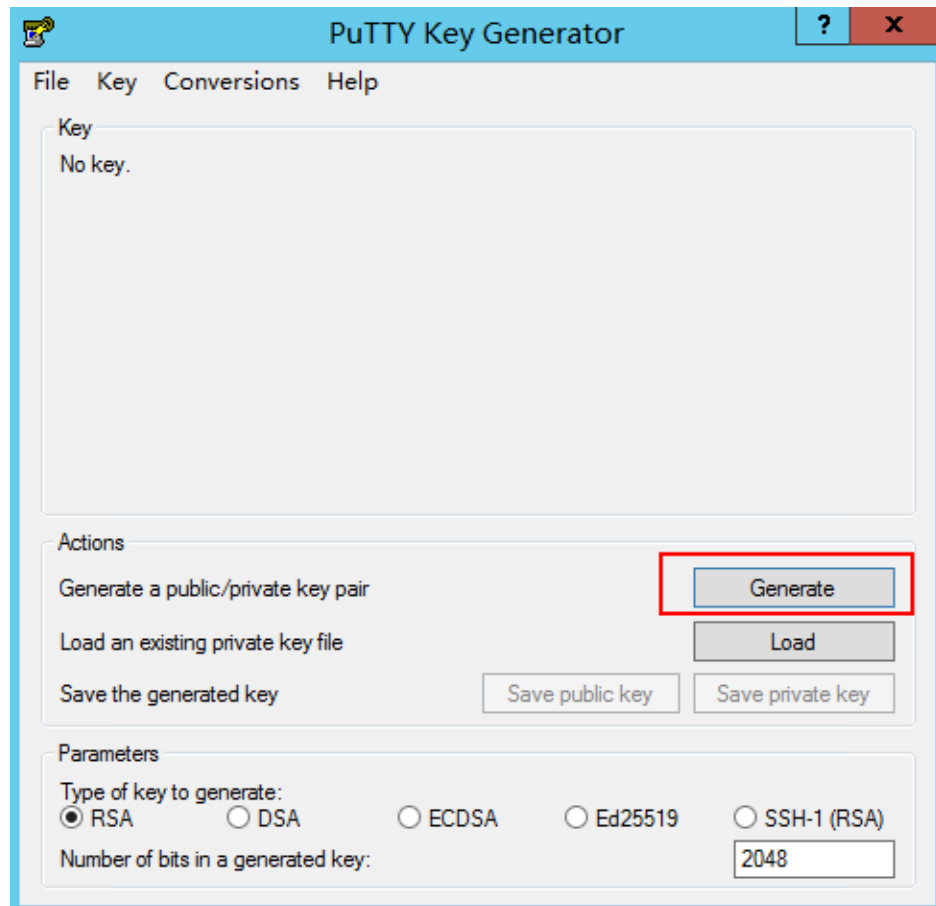 PuTTY Key Generator
? X
File Key Conversions Help
Key
No key.
Actions
Generate a public/private key pair Generate
Load an existing private key file Load
Save the generated key Save public key Save private key
Parameters
Type of key to generate:
RSA DSA ECDSA Ed25519 SSH-1 (RSA)
Number of bits in a generated key: 2048